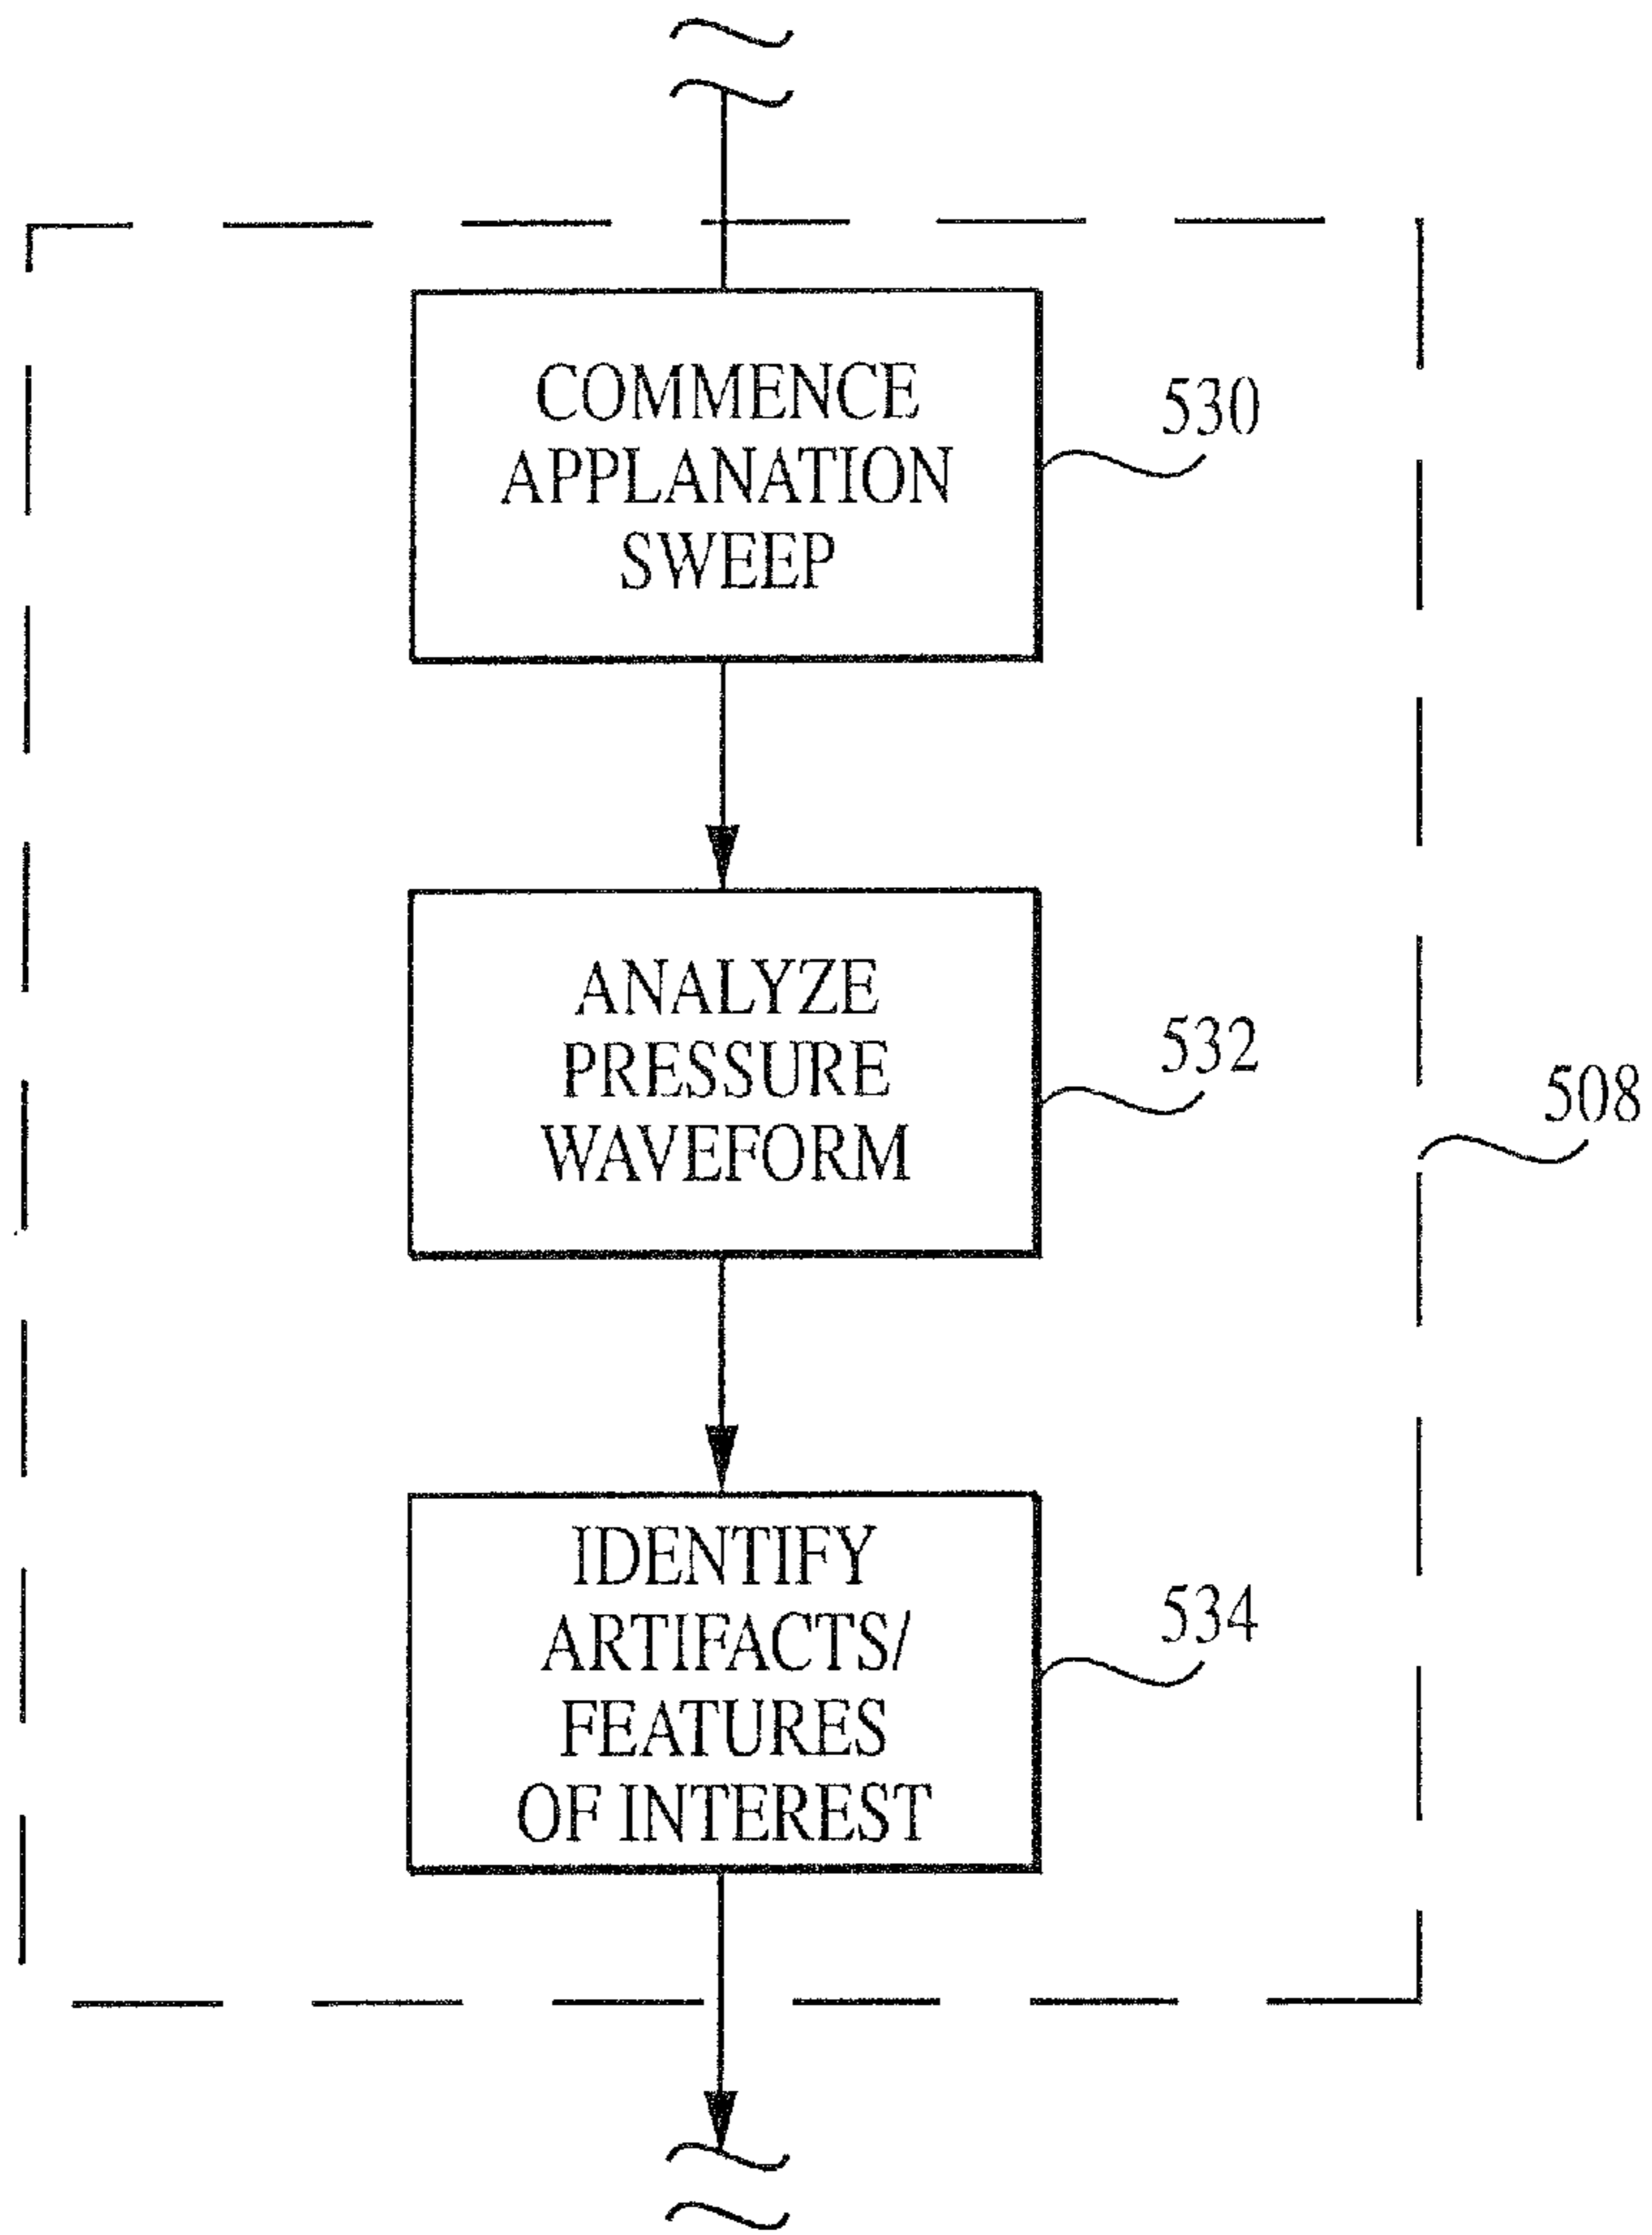 COMMENCE
APPLANATION
SWEEP
530
ANALYZE
PRESSURE
WAVEFORM
532
508
IDENTIFY
ARTIFACTS/
FEATURES
OF INTEREST
534